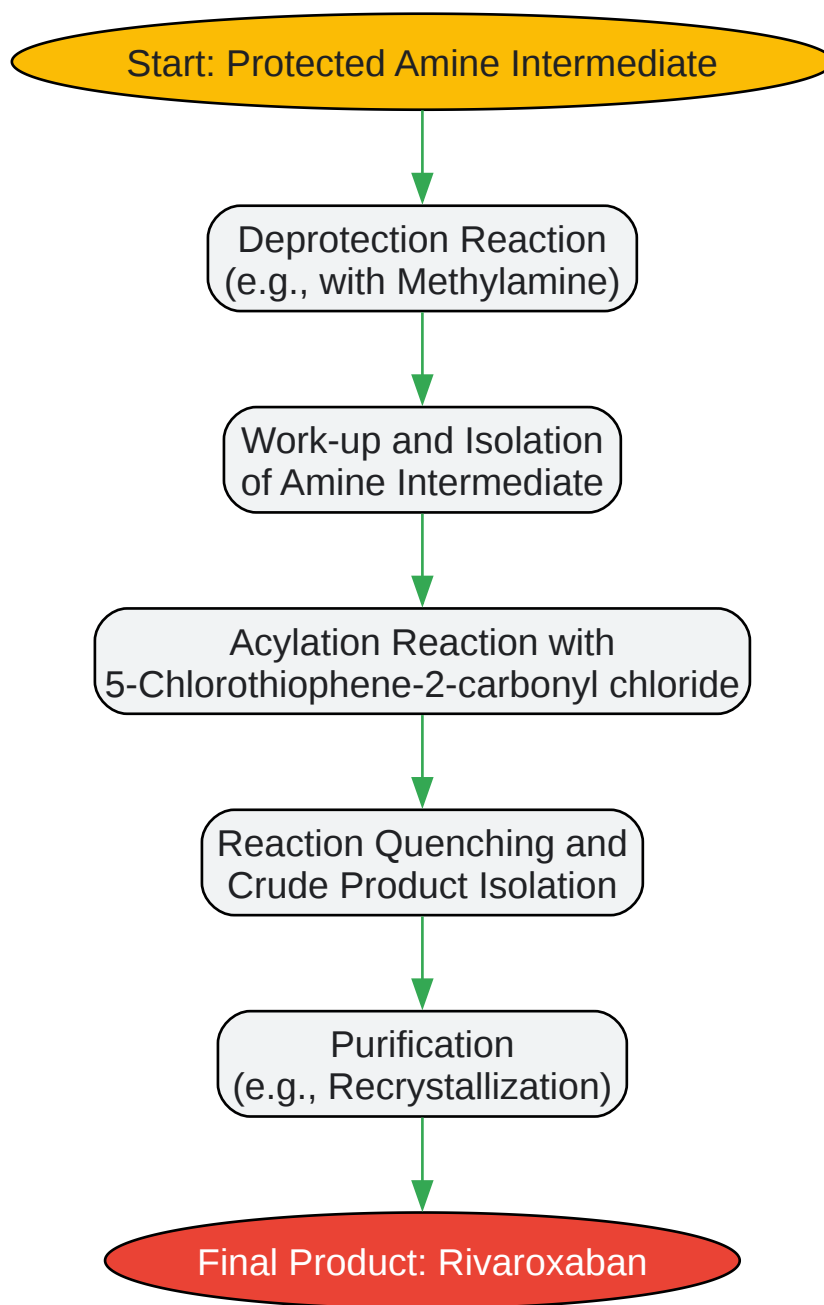 Start: Protected Amine Intermediate
Deprotection Reaction
(e.g., with Methylamine)
Work-up and Isolation
of Amine Intermediate
Acylation Reaction with
5-Chlorothiophene-2-carbonyl chloride
Reaction Quenching and
Crude Product Isolation
Purification
(e.g., Recrystallization)
Final Product: Rivaroxaban